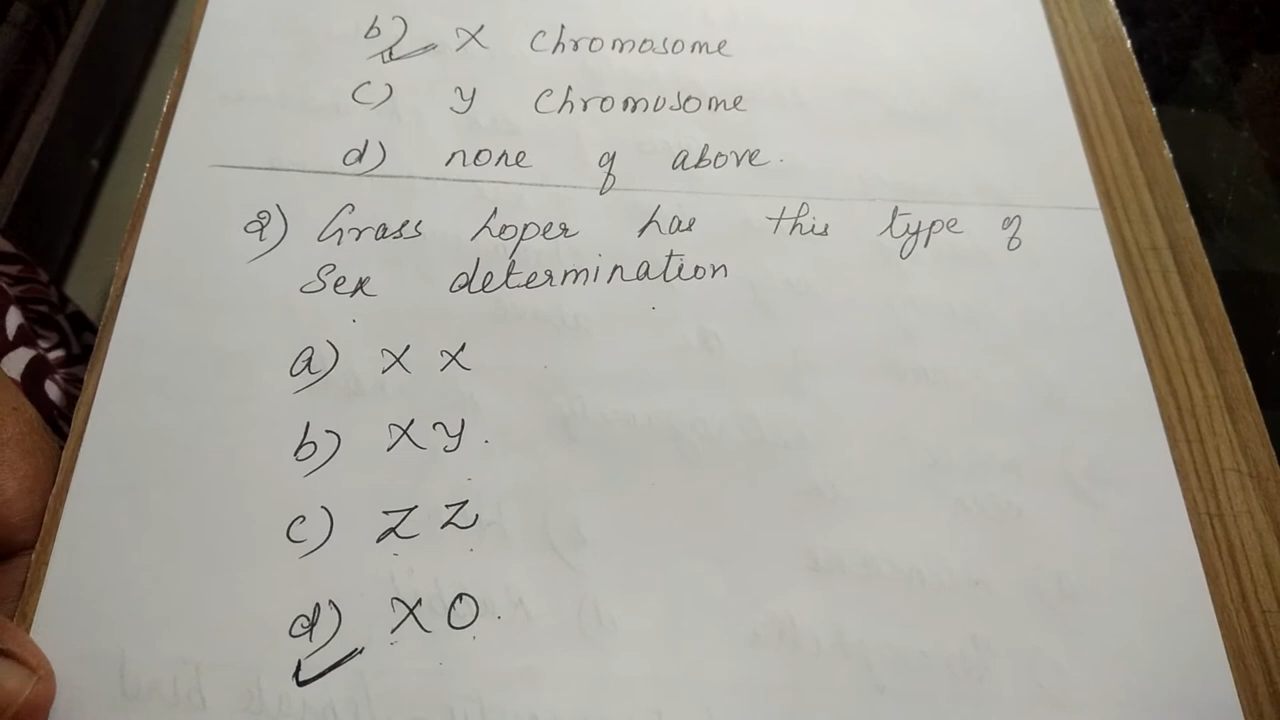 b) X Chromosome
c) Y Chromosome
d) none of above.
2) Grass hoper has this type of
Sex determination
a) X X
b) X Y.
c) Z Z
d) X O.